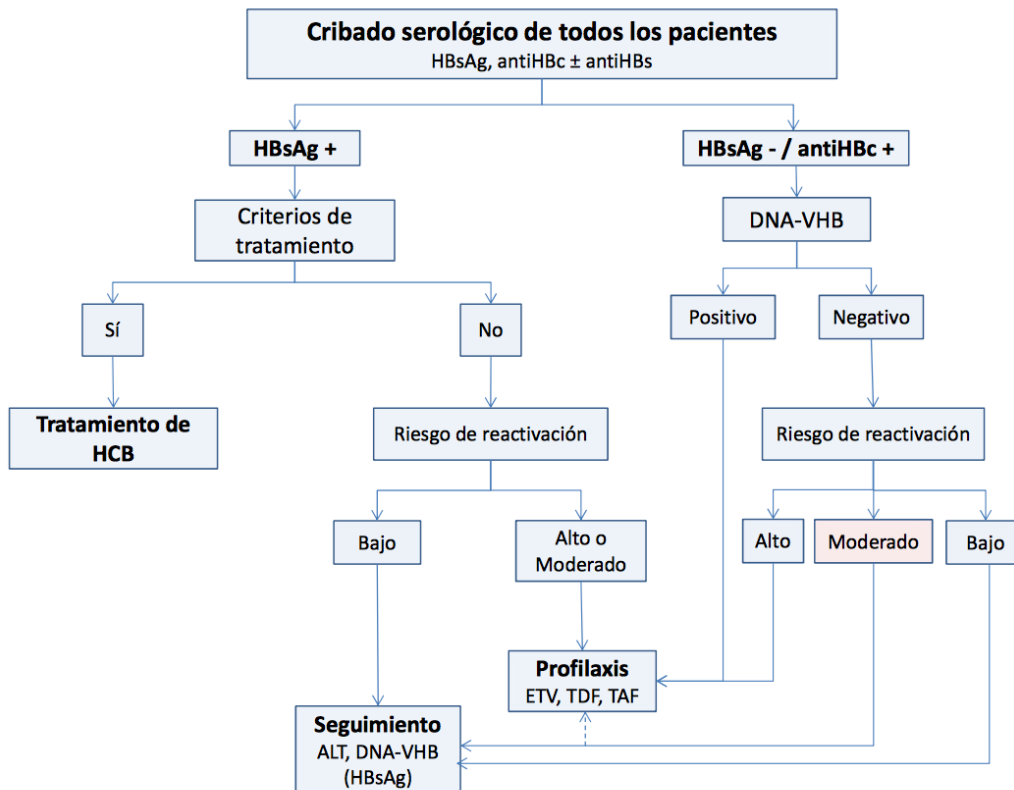 Cribado serológico de todos los pacientes
HBsAg, antiHBc ± antiHBs
HBsAg +
HBsAg - / antiHBc +
Criterios de
tratamiento
DNA-VHB
Sí
No
Positivo
Negativo
Tratamiento de
HCB
Riesgo de reactivación
Riesgo de reactivación
Bajo
Alto o
Moderado
Alto
Moderado
Bajo
Profilaxis
ETV, TDF, TAF
Seguimiento
ALT, DNA-VHB
(HBsAg)